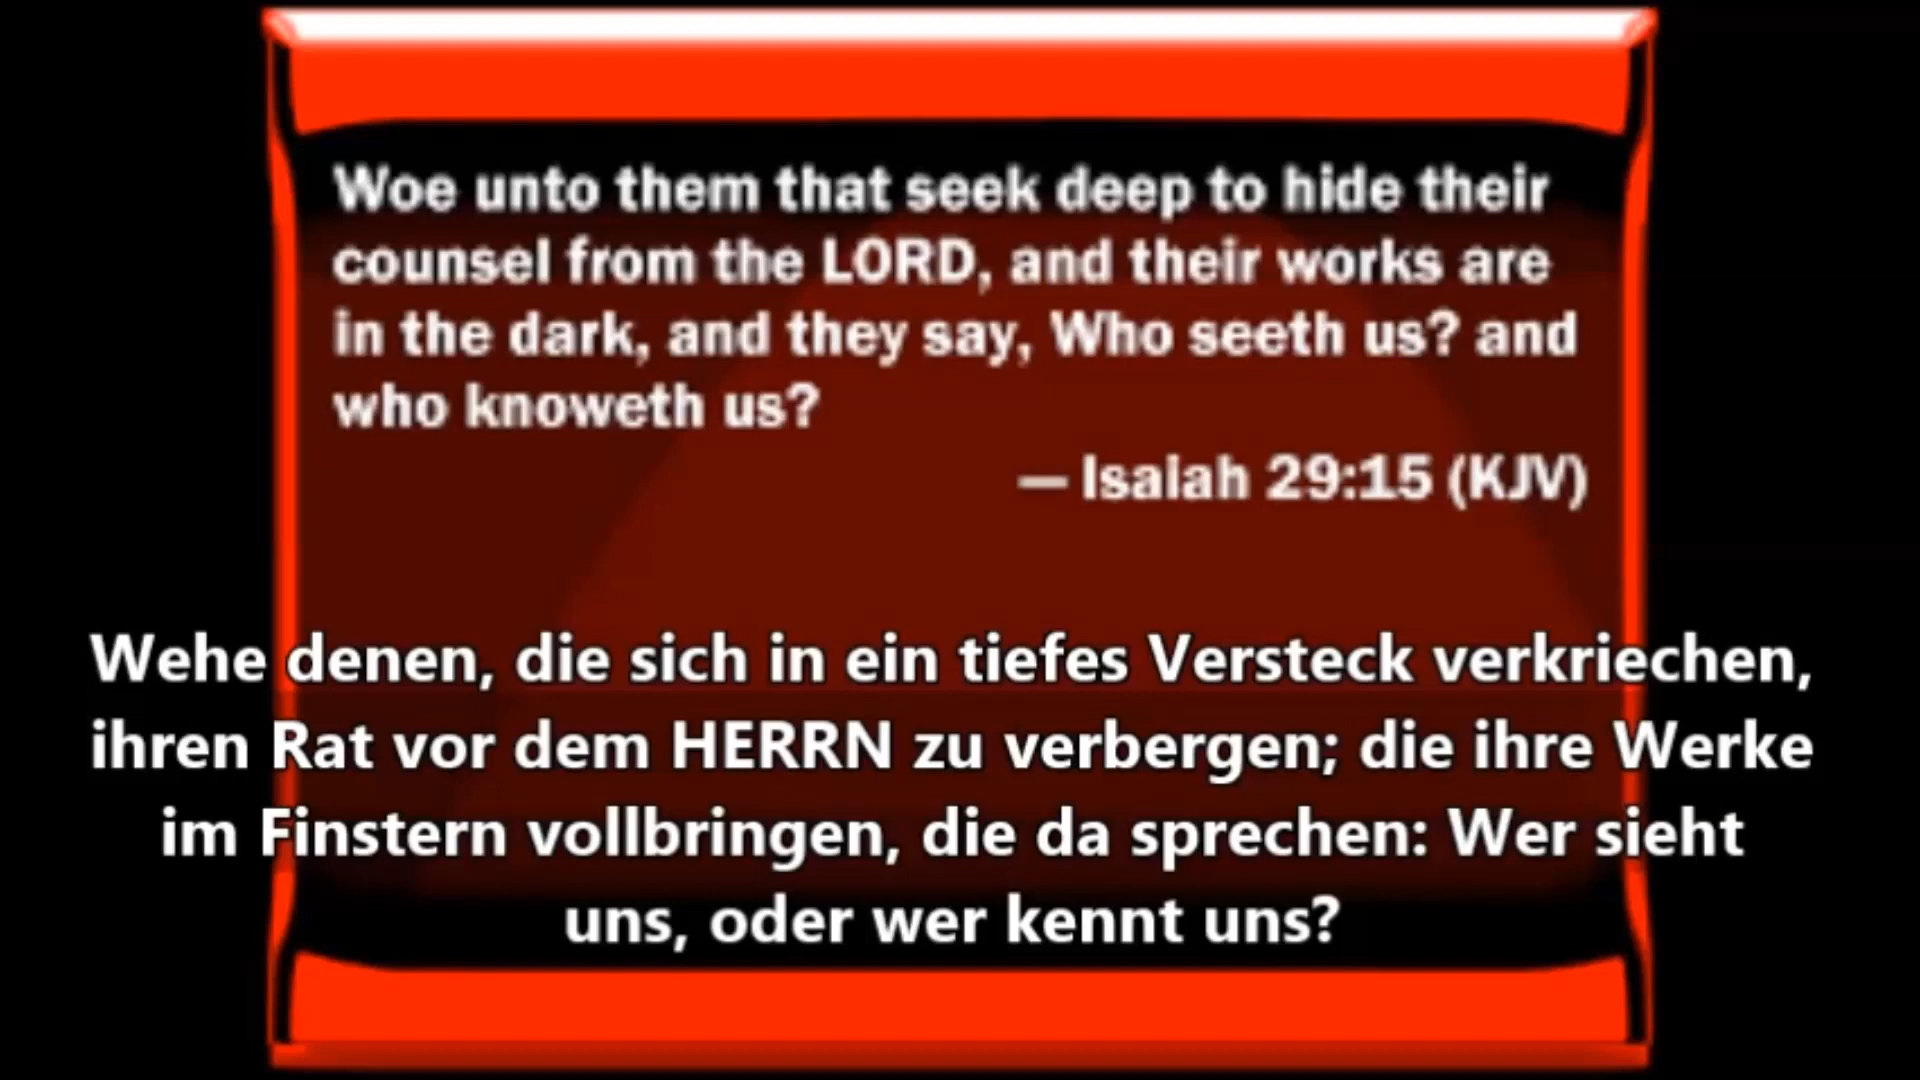 Woe unto them that seek deep to hide their
counsel from the LORD, and their works are
in the dark, and they say, Who seeth us? and
who knoweth us?
— Isaiah 29:15 (KJV)
Wehe denen, die sich in ein tiefes Versteck verkriechen,
ihren Rat vor dem HERRN zu verbergen; die ihre Werke
im Finstern vollbringen, die da sprechen: Wer sieht
uns, oder wer kennt uns?